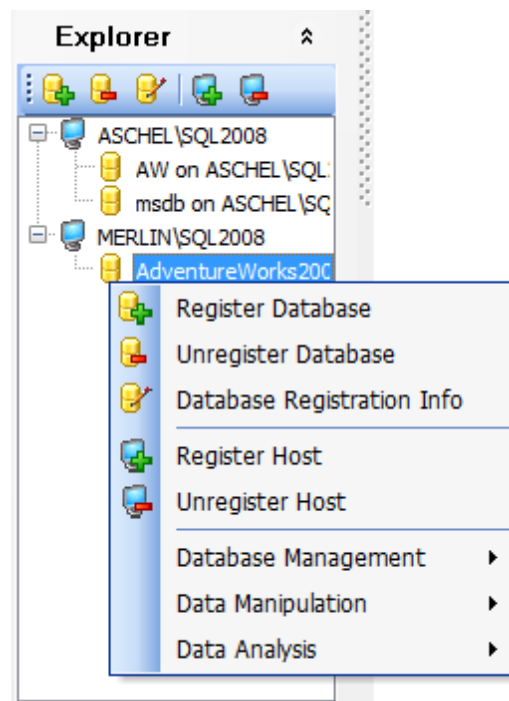 Explorer
ASCHEL\SQL2008
AW on ASCHEL\SQL
msdb on ASCHEL\SQ
MERLIN\SQL2008
AdventureWorks200
Register Database
Unregister Database
Database Registration Info
Register Host
Unregister Host
Database Management
Data Manipulation
Data Analysis